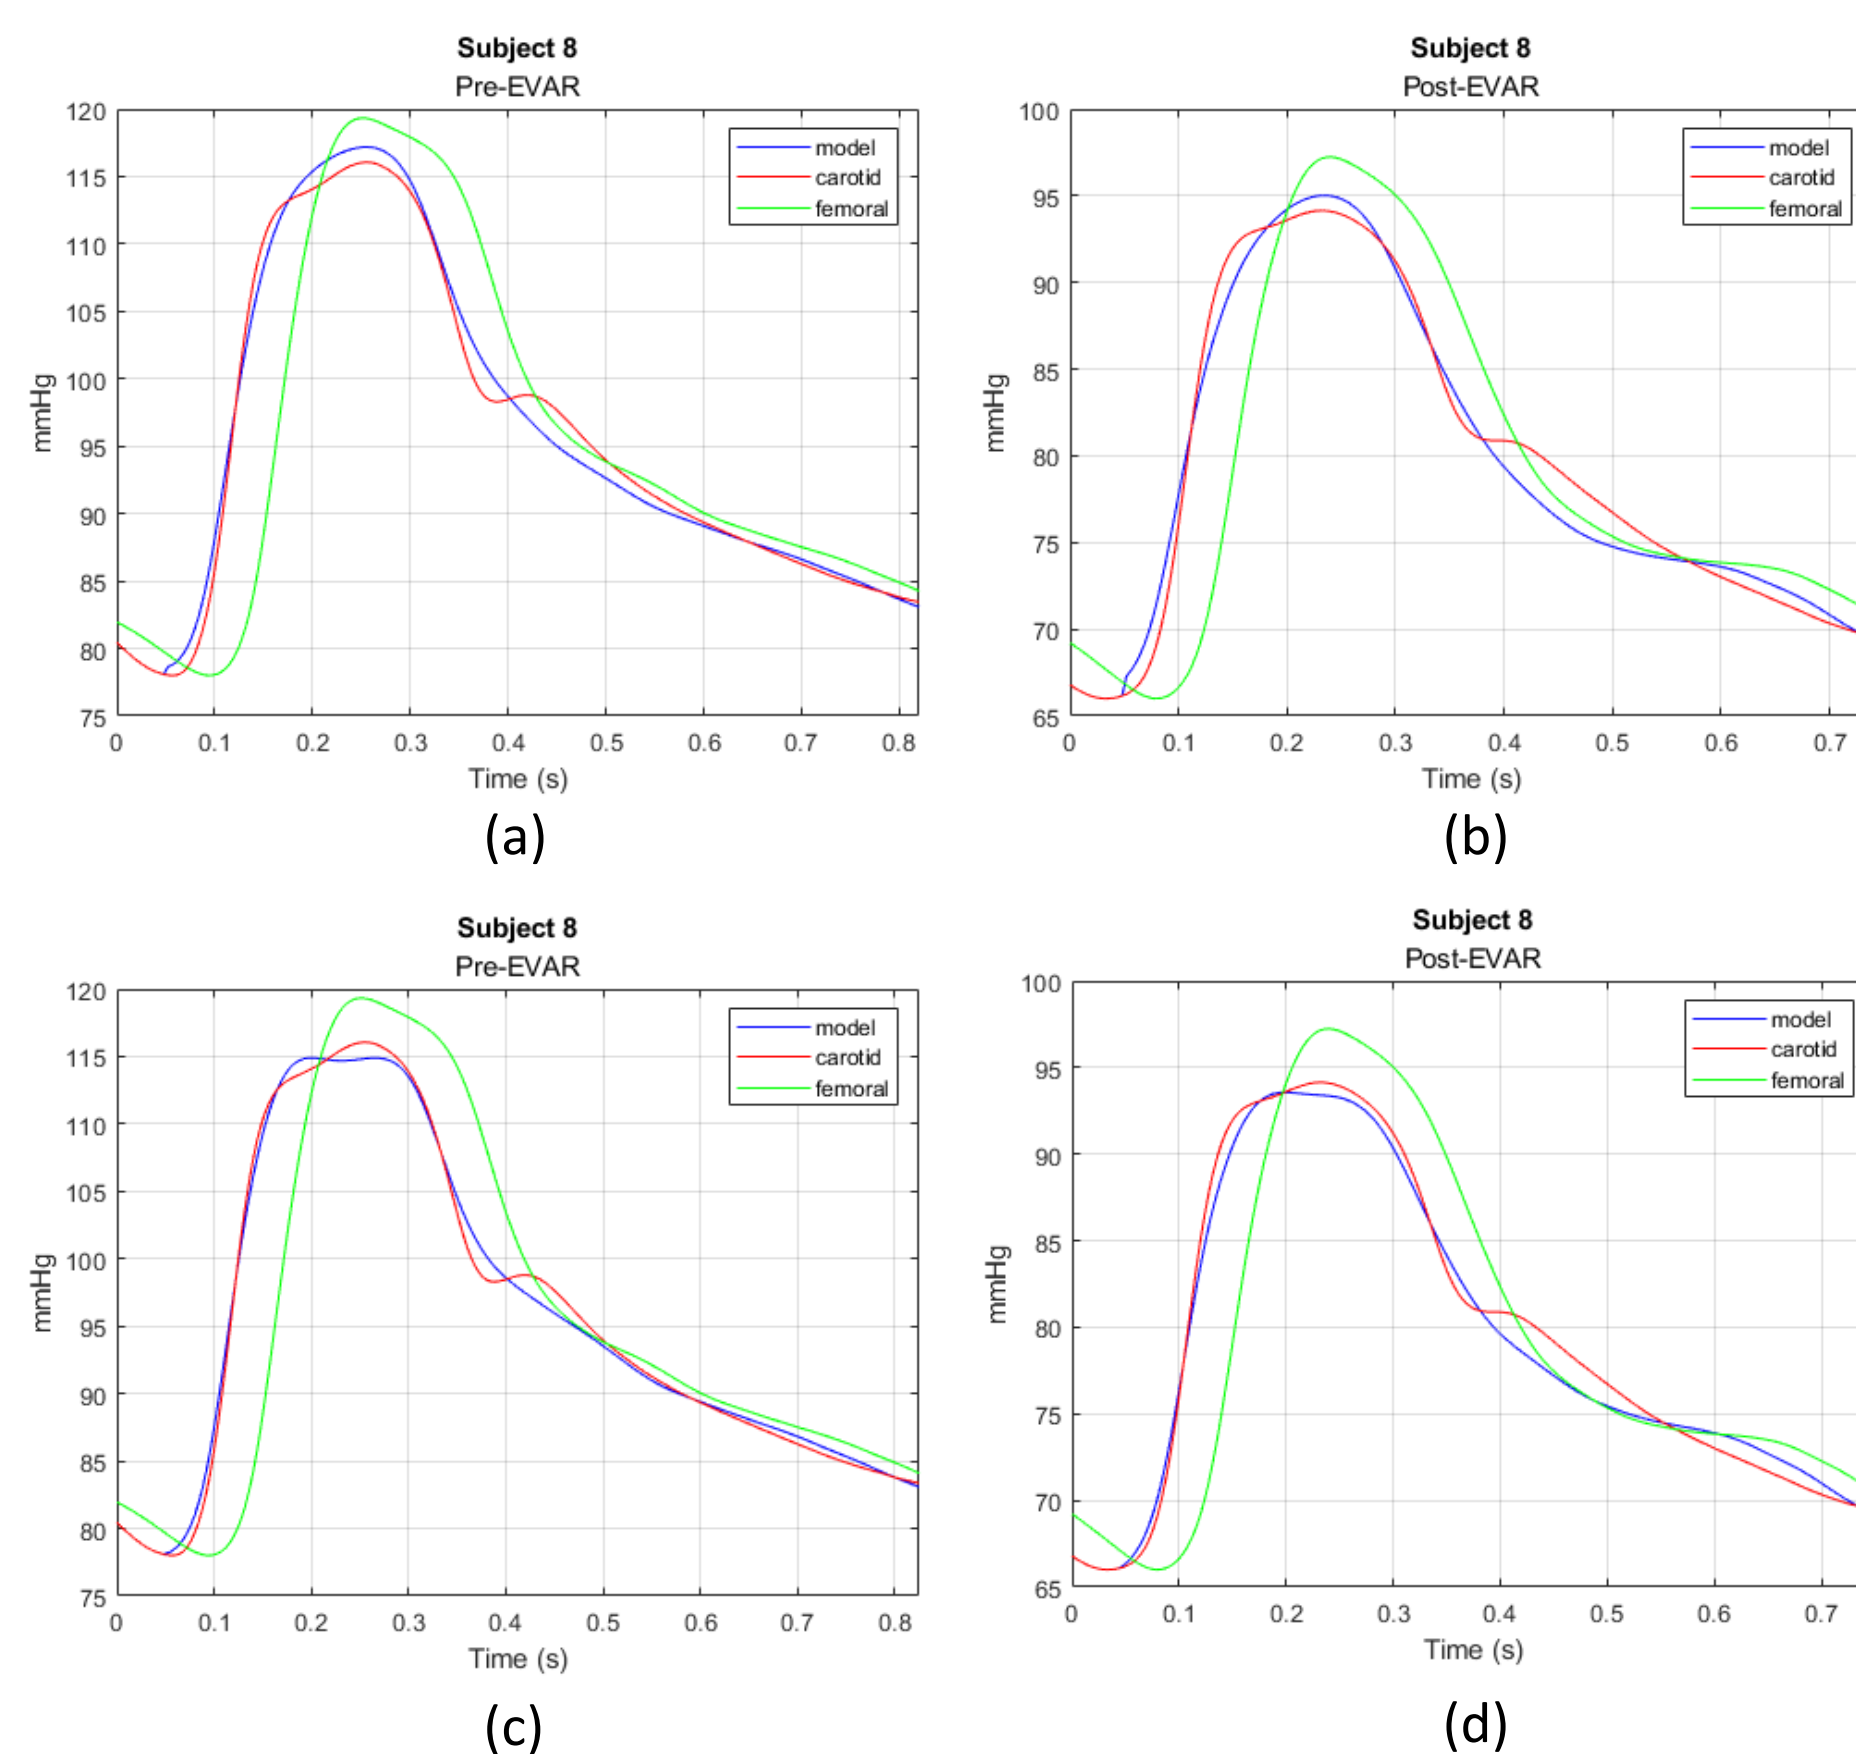 Subject 8
Pre-EVAR
120
115
110
105
100
95
90
85
80
75
mmHg
model
carotid
femoral
0 0.1 0.2 0.3 0.4 0.5 0.6 0.7 0.8
Time (s)
(a)
Subject 8
Post-EVAR
100
95
90
85
80
75
70
65
mmHg
model
carotid
femoral
0 0.1 0.2 0.3 0.4 0.5 0.6 0.7
Time (s)
(b)
Subject 8
Pre-EVAR
120
115
110
105
100
95
90
85
80
75
mmHg
model
carotid
femoral
0 0.1 0.2 0.3 0.4 0.5 0.6 0.7 0.8
Time (s)
(c)
Subject 8
Post-EVAR
100
95
90
85
80
75
70
65
mmHg
model
carotid
femoral
0 0.1 0.2 0.3 0.4 0.5 0.6 0.7
Time (s)
(d)